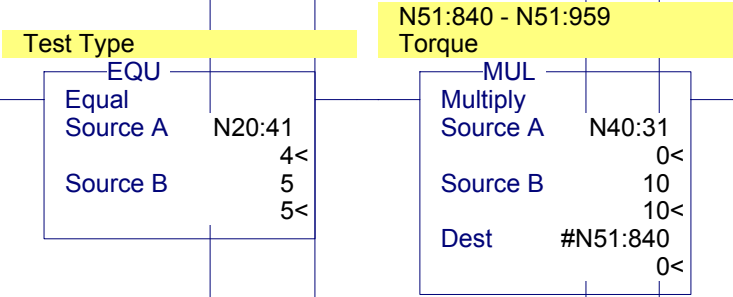 Test Type
EQU
Equal
Source A N20:41
4<
Source B 5
5<
N51:840 - N51:959
Torque
MUL
Multiply
Source A N40:31
0<
Source B 10
10<
Dest #N51:840
0<